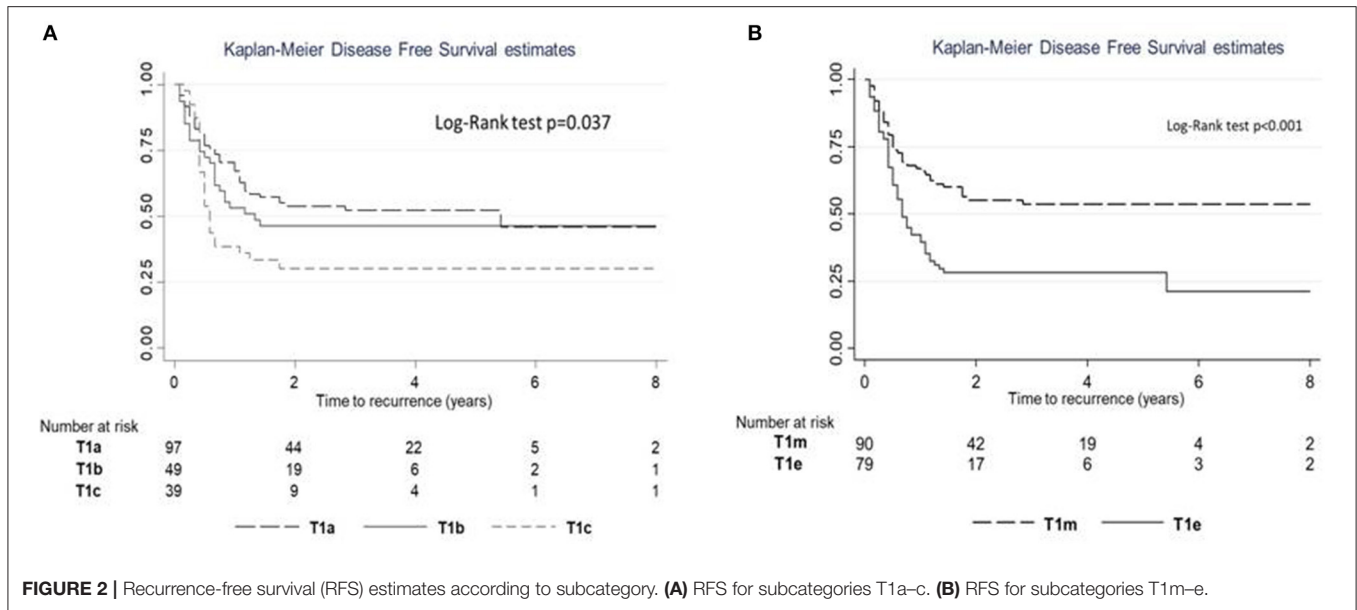 A
Kaplan-Meier Disease Free Survival estimates
1.00
0.75
0.50
0.25
0.00
Log-Rank test p=0.037
0 2 4 6 8
Time to recurrence (years)
Number at risk
T1a 97 44 22 5 2
T1b 49 19 6 2 1
T1c 39 9 4 1 1
T1a T1b T1c
B
Kaplan-Meier Disease Free Survival estimates
1.00
0.75
0.50
0.25
0.00
Log-Rank test p<0.001
0 2 4 6 8
Time to recurrence (years)
Number at risk
T1m 90 42 19 4 2
T1e 79 17 6 3 2
T1m T1e
FIGURE 2 | Recurrence-free survival (RFS) estimates according to subcategory. (A) RFS for subcategories T1a–c. (B) RFS for subcategories T1m–e.